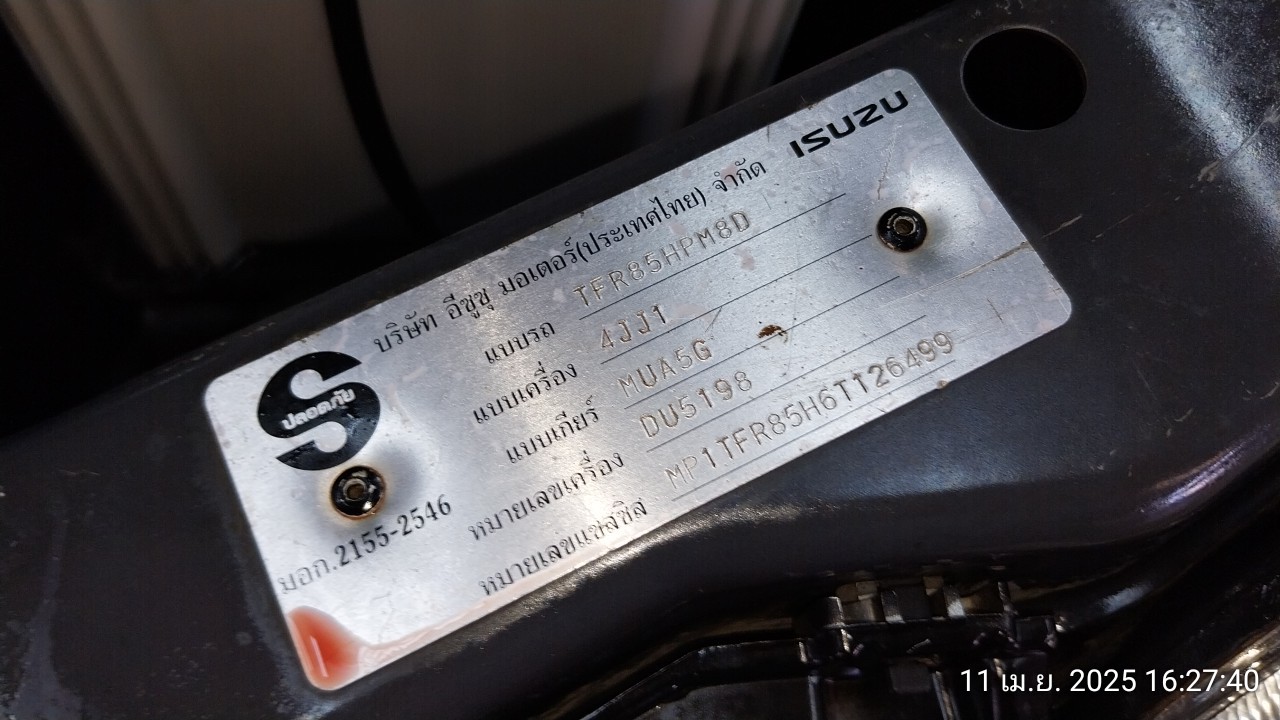 ISUZU
บริษัท อีซูซุ มอเตอร์(ประเทศไทย) จำกัด
แบบรถ TFR85HPM8D
แบบเครื่อง 4JJ1
แบบเกียร์ MUA5G
หมายเลขเครื่อง DU5198
หมายเลขแชสซิส MP1TFR85H6T126499
S
ปลอดภัย
มอก.2155-2546
11 เม.ย. 2025 16:27:40